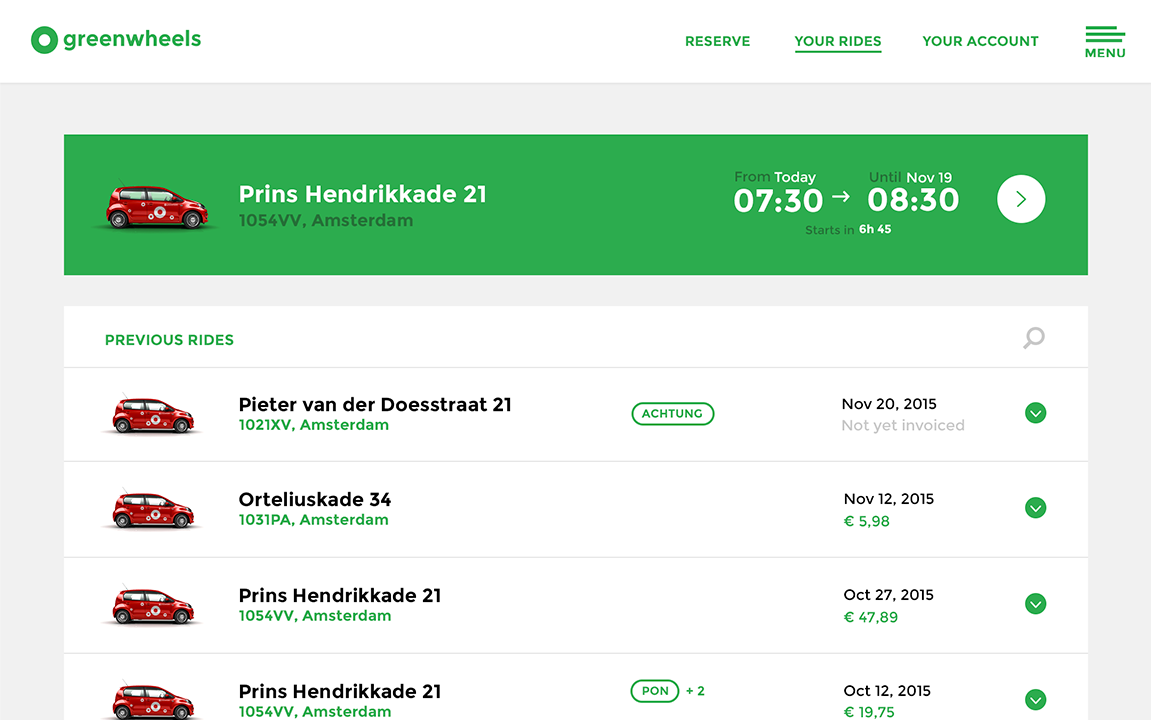 greenwheels
RESERVE
YOUR RIDES
YOUR ACCOUNT
MENU
Prins Hendrikkade 21
1054VV, Amsterdam
From Today
07:30
→
Until Nov 19
08:30
Starts in 6h 45
PREVIOUS RIDES
Pieter van der Doesstraat 21
1021XV, Amsterdam
ACHTUNG
Nov 20, 2015
Not yet invoiced
Orteliuskade 34
1031PA, Amsterdam
Nov 12, 2015
€ 5,98
Prins Hendrikkade 21
1054VV, Amsterdam
Oct 27, 2015
€ 47,89
Prins Hendrikkade 21
1054VV, Amsterdam
PON + 2
Oct 12, 2015
€ 19,75